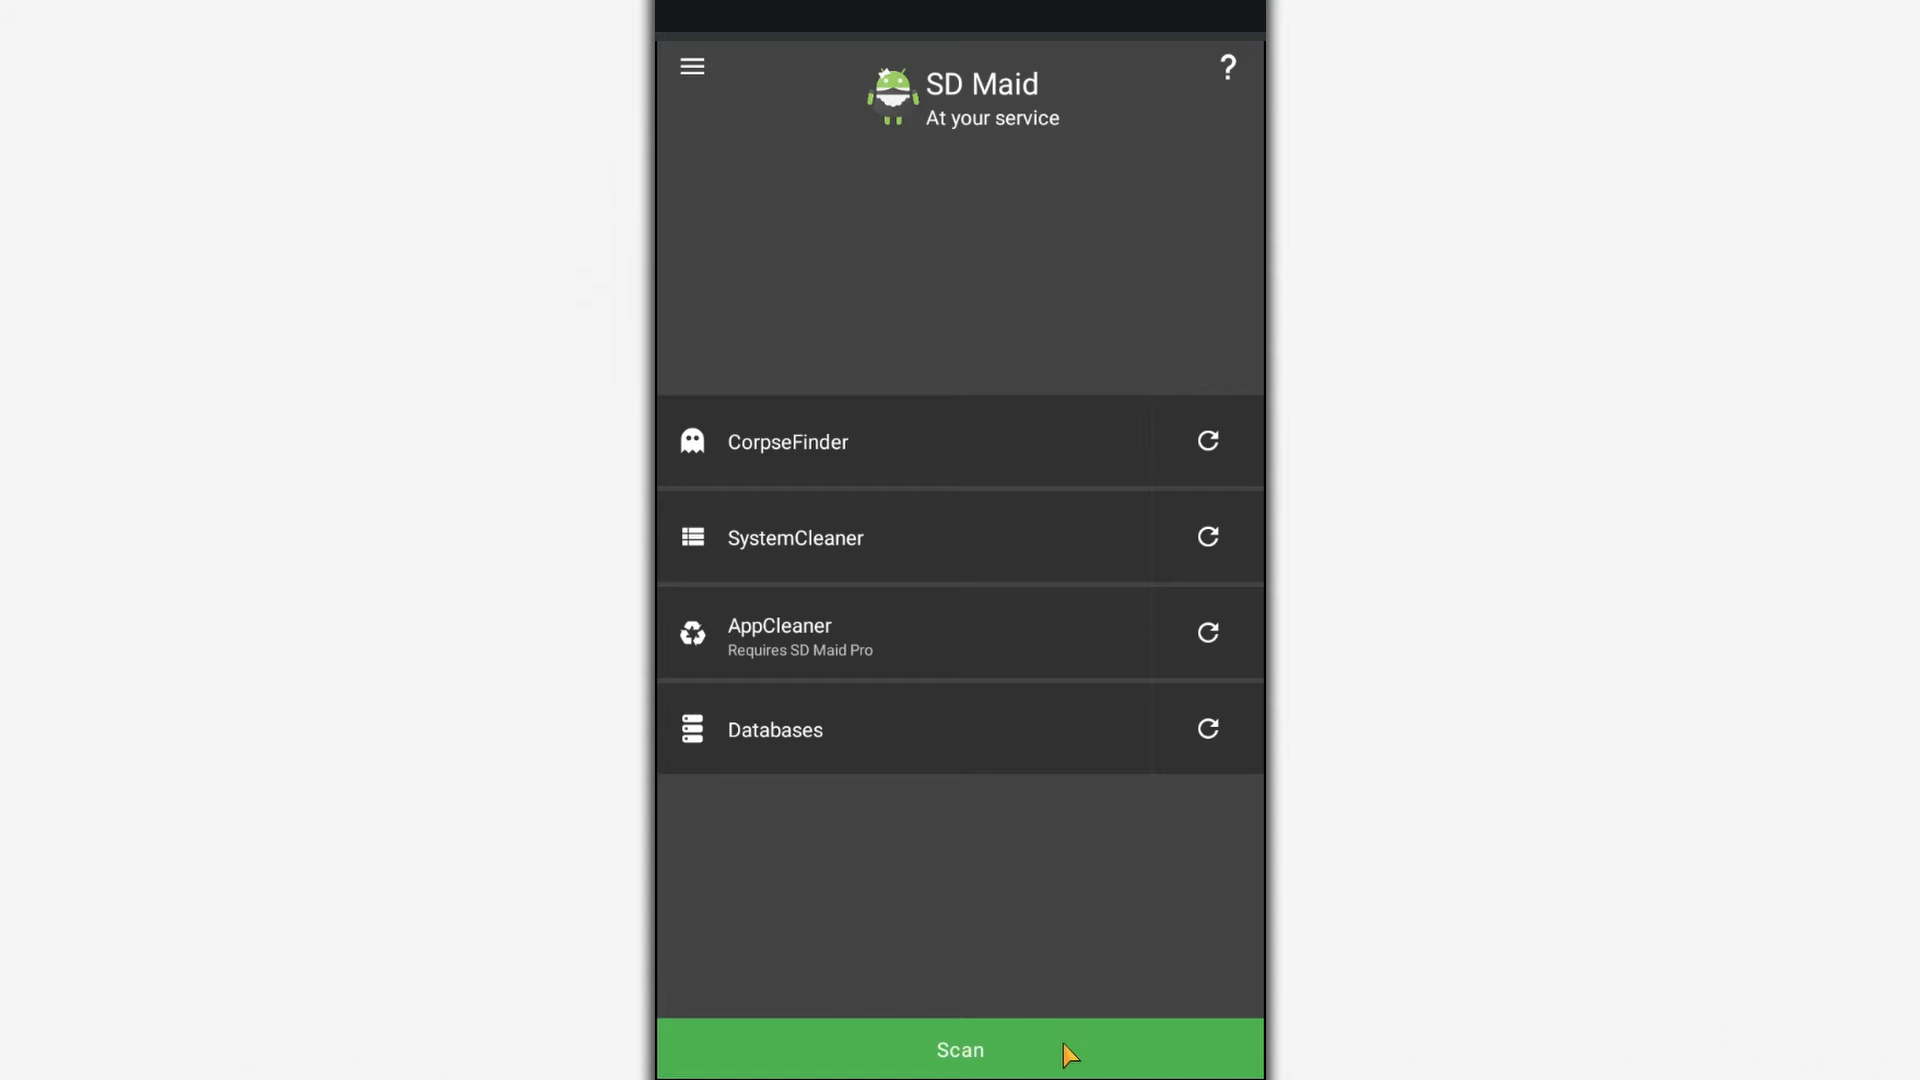 SD Maid
?
At your service
CorpseFinder
SystemCleaner
AppCleaner
Requires SD Maid Pro
Databases
Scan